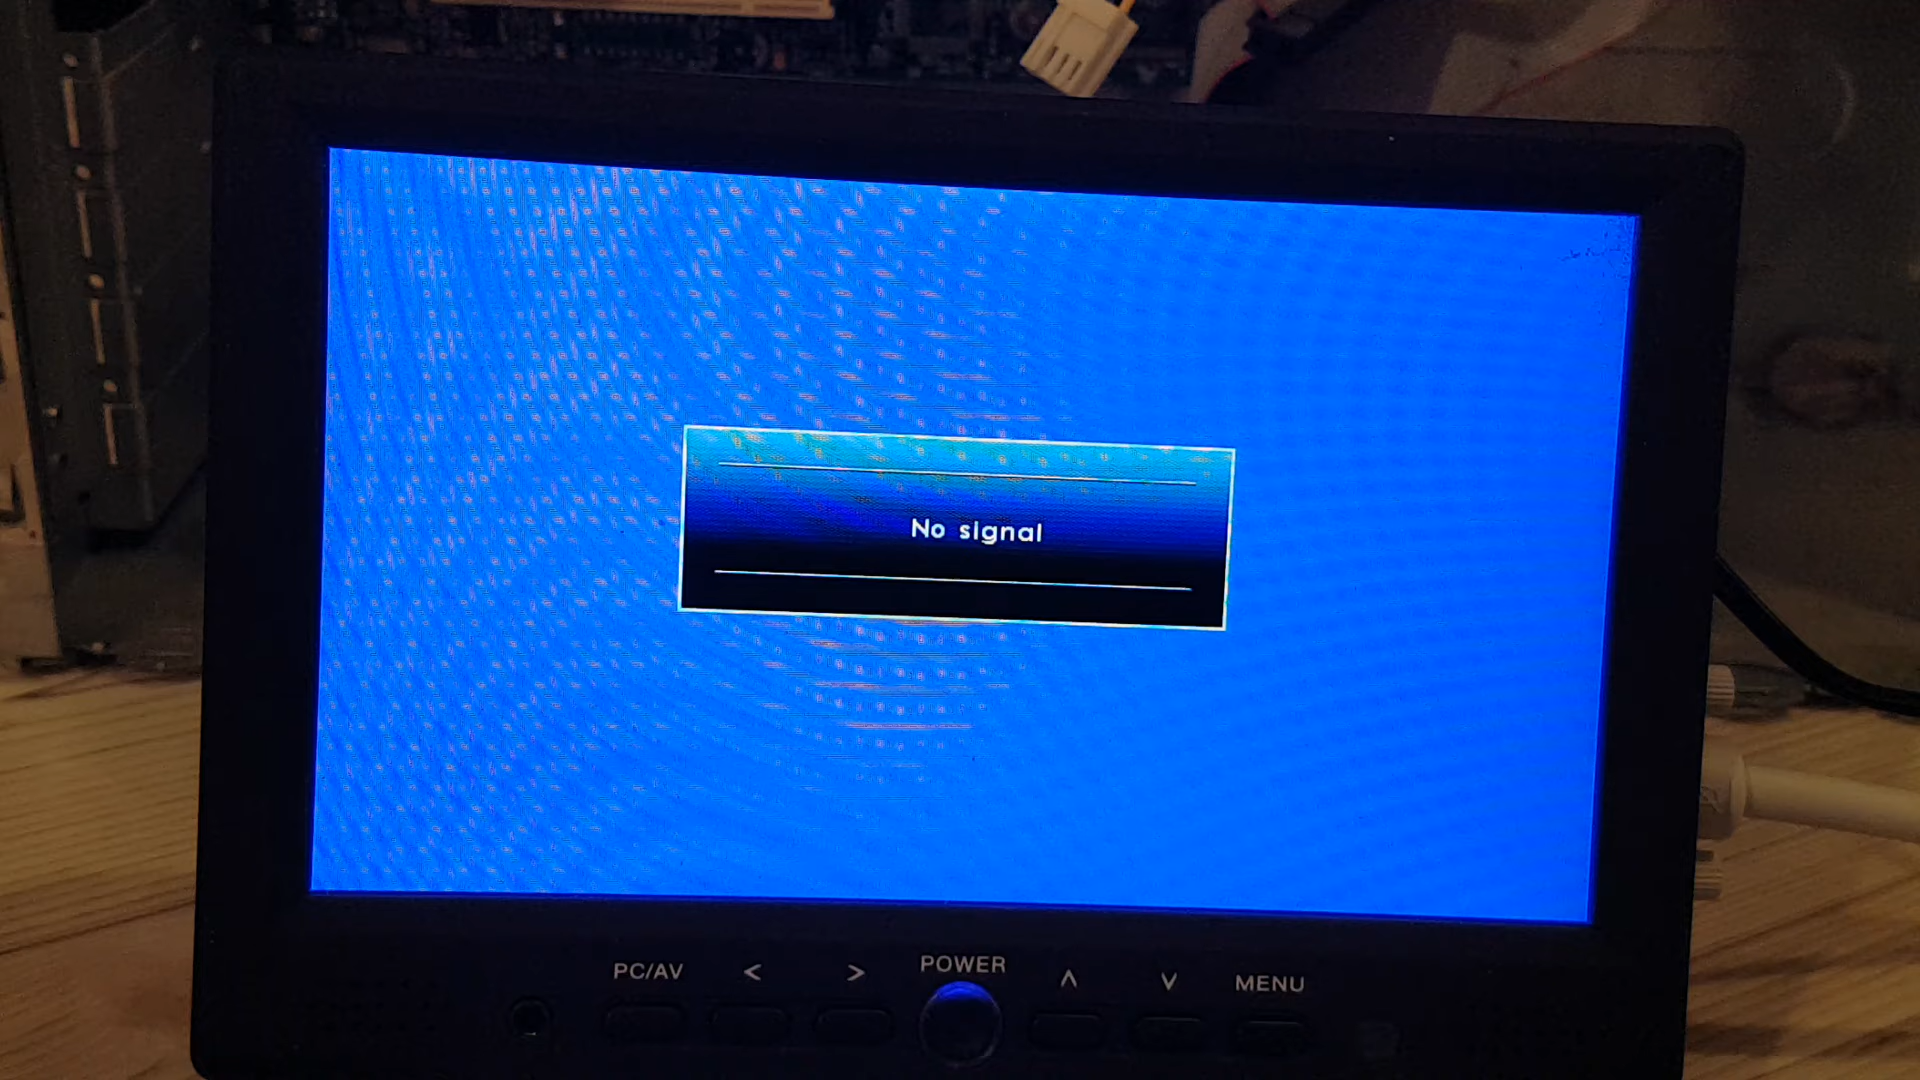 No signal
PC/AV < > POWER ∧ ∨ MENU